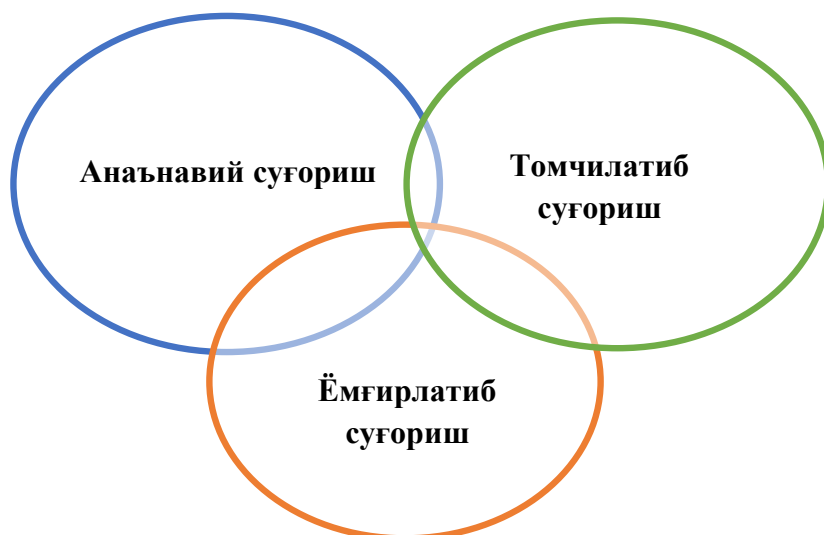 Анаънавий суғориш
Томчилатиб
суғориш
Ёмғирлатиб
суғориш